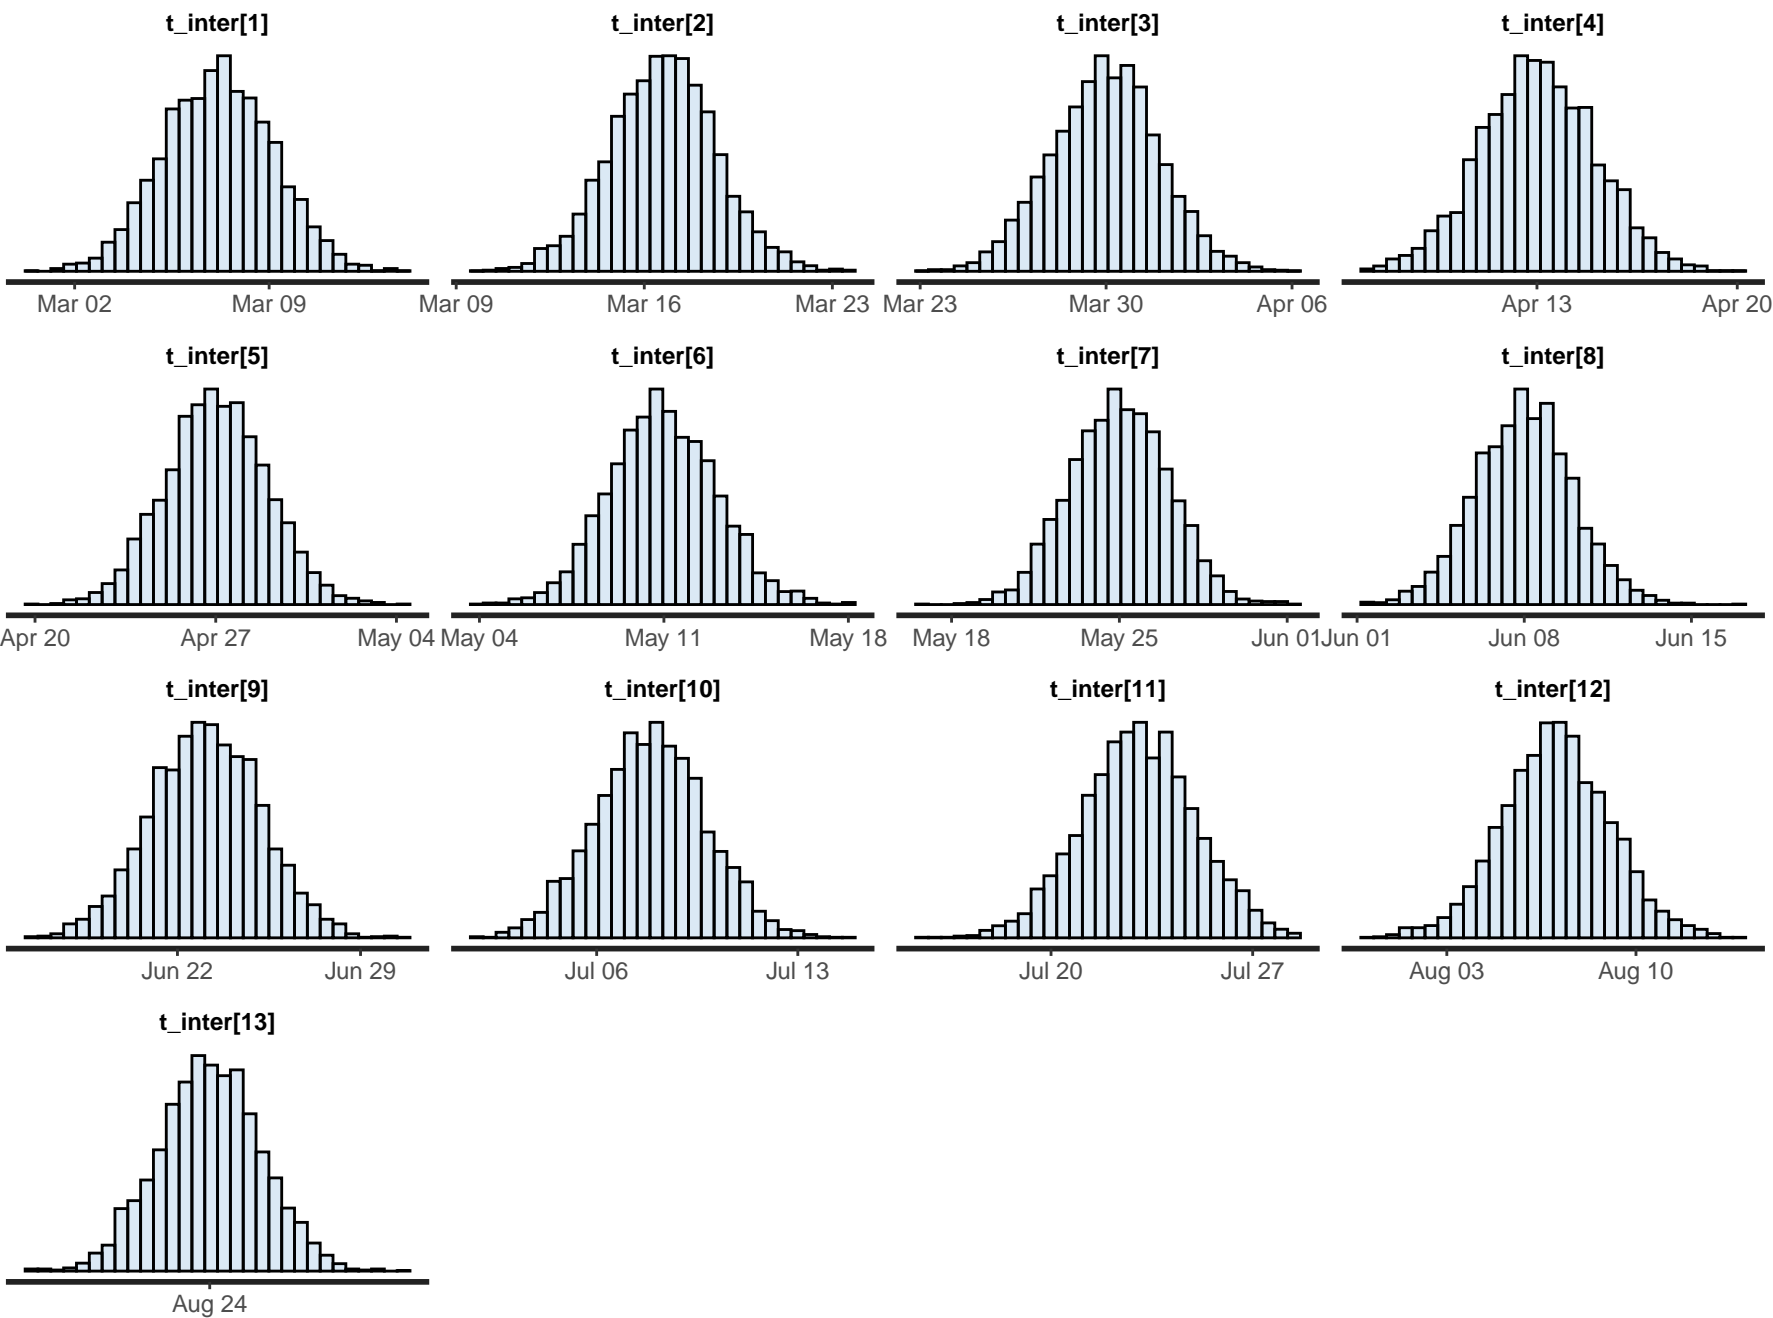 t_inter[1] t_inter[2] t_inter[3] t_inter[4]
Mar 02 Mar 09 Mar 09 Mar 16 Mar 23 Mar 23 Mar 30 Apr 06 Apr 13 Apr 20
t_inter[5] t_inter[6] t_inter[7] t_inter[8]
Apr 20 Apr 27 May 04 May 04 May 11 May 18 May 18 May 25 Jun 01 Jun 01 Jun 08 Jun 15
t_inter[9] t_inter[10] t_inter[11] t_inter[12]
Jun 22 Jun 29 Jul 06 Jul 13 Jul 20 Jul 27 Aug 03 Aug 10
t_inter[13]
Aug 24